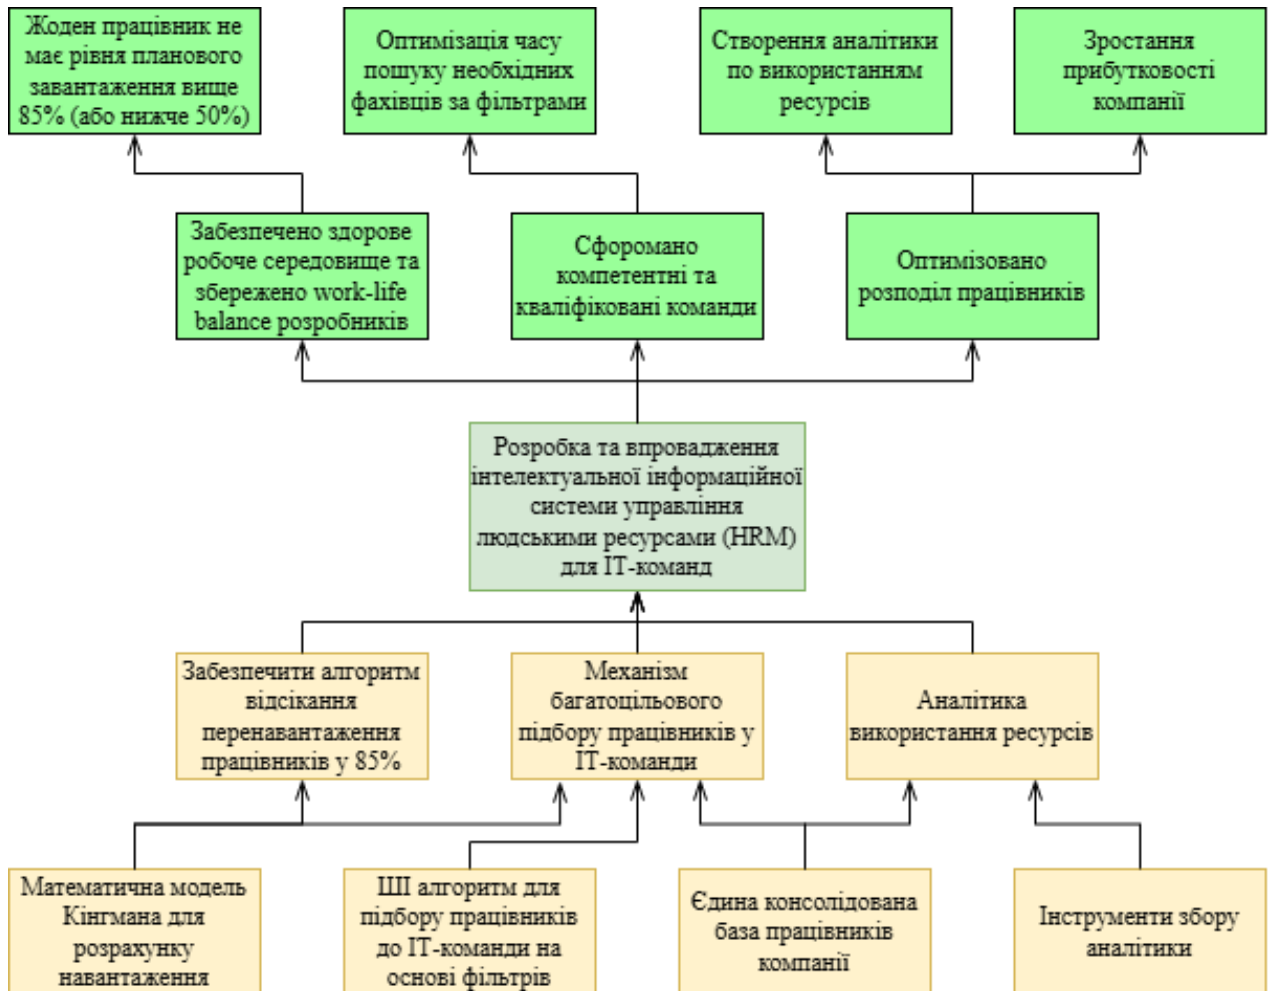 Жоден працівник не
має рівня планового
завантаження вище
85% (або нижче 50%)
Оптимізація часу
пошуку необхідних
фахівців за фільтрами
Створення аналітики
по використанням
ресурсів
Зростання
прибутковості
компанії
Забезпечено здорове
робоче середовище та
збережено work-life
balance розробників
Сфоромано
компетентні та
кваліфіковані команди
Оптимізовано
розподіл працівників
Розробка та впровадження
інтелектуальної інформаційної
системи управління
людськими ресурсами (HRM)
для ІТ-команд
Забезпечити алгоритм
відсікання
перенавантаження
працівників у 85%
Механізм
багатоцільового
підбору працівників у
ІТ-команди
Аналітика
використання ресурсів
Математична модель
Кінгмана для
розрахунку
навантаження
ШІ алгоритм для
підбору працівників
до ІТ-команди на
основі фільтрів
Єдина консолідована
база працівників
компанії
Інструменти збору
аналітики